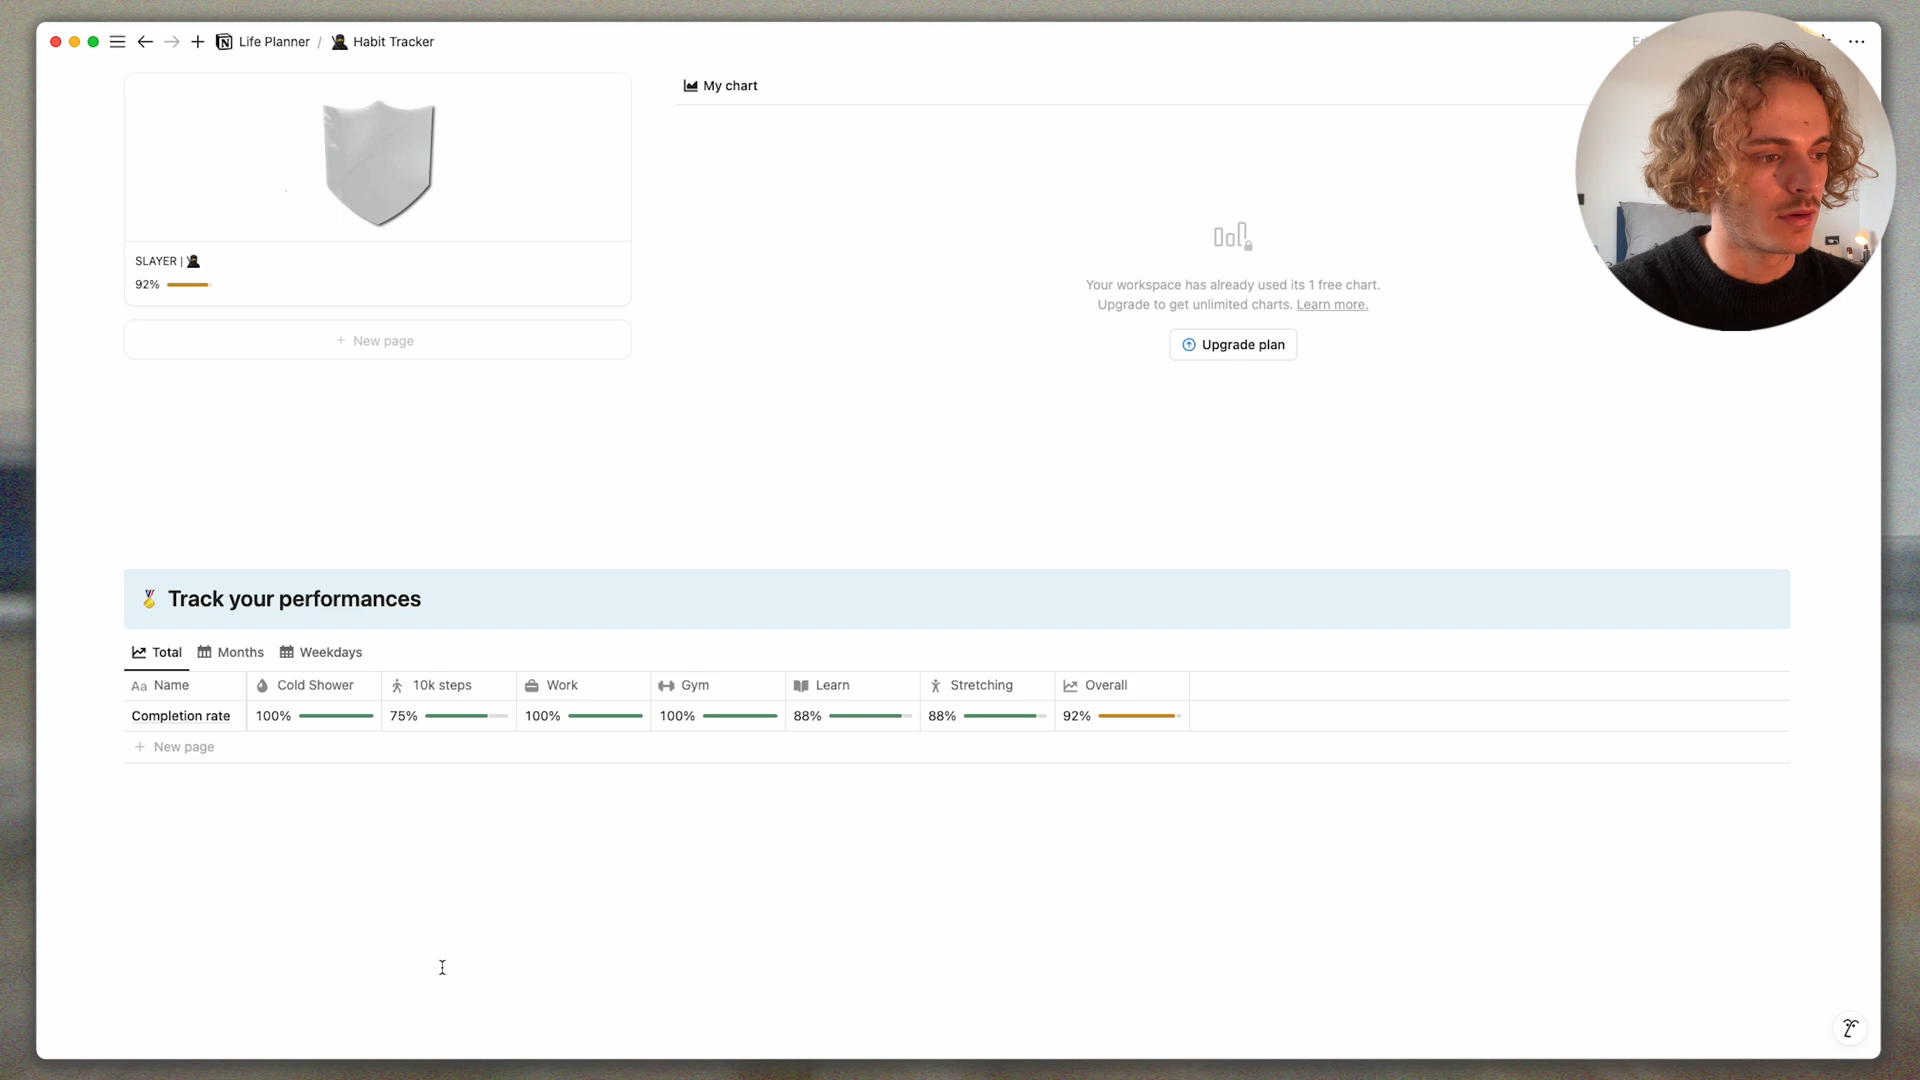 Life Planner / Habit Tracker
My chart
SLAYER |
92%
+ New page
Your workspace has already used its 1 free chart.
Upgrade to get unlimited charts. Learn more.
Upgrade plan
Track your performances
Total Months Weekdays
Aa Name Cold Shower 10k steps Work Gym Learn Stretching Overall
Completion rate 100% 75% 100% 100% 88% 88% 92%
+ New page